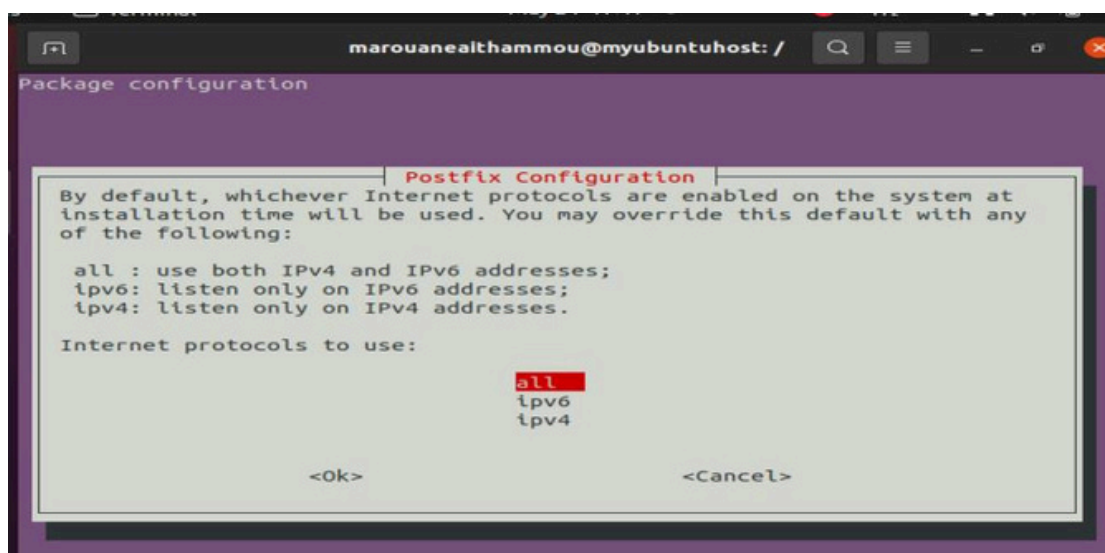 marouaneaithammou@myubuntuhost: /
Package configuration
Postfix Configuration
By default, whichever Internet protocols are enabled on the system at
installation time will be used. You may override this default with any
of the following:
all : use both IPv4 and IPv6 addresses;
ipv6: listen only on IPv6 addresses;
ipv4: listen only on IPv4 addresses.
Internet protocols to use:
all
ipv6
ipv4
<Ok> <Cancel>